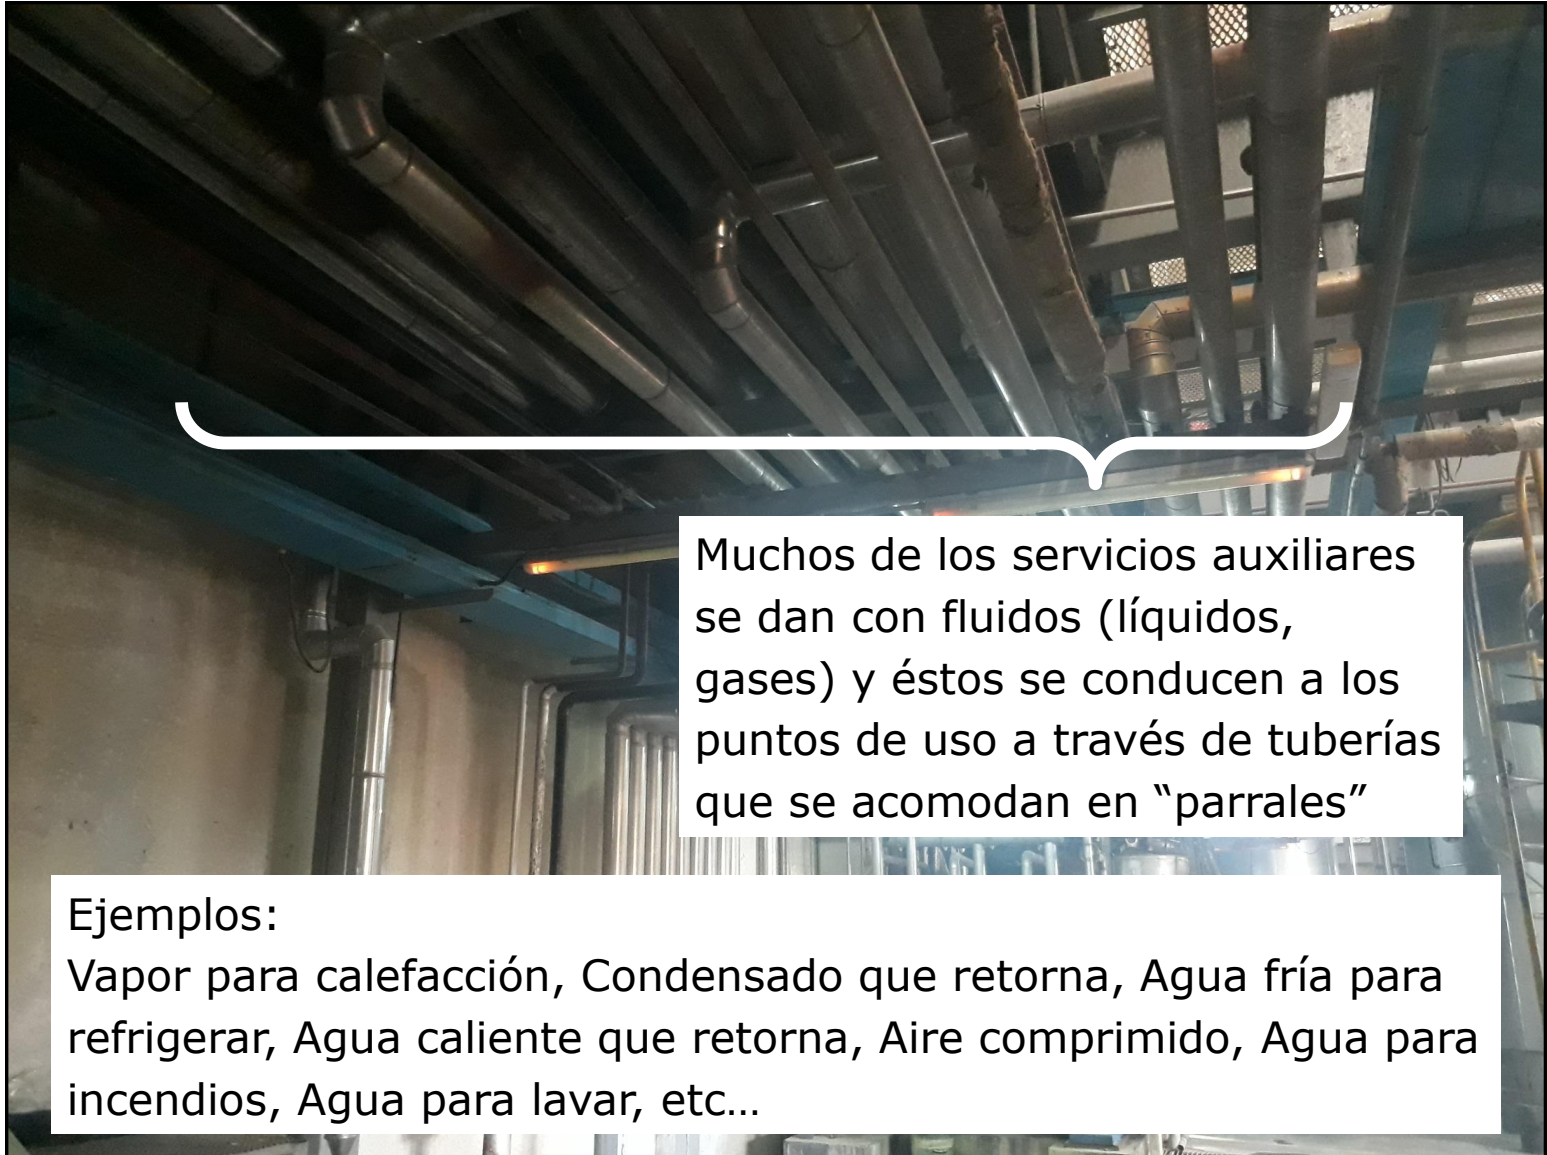 Muchos de los servicios auxiliares
se dan con fluidos (líquidos,
gases) y éstos se conducen a los
puntos de uso a través de tuberías
que se acomodan en “parrales”
Ejemplos:
Vapor para calefacción, Condensado que retorna, Agua fría para
refrigerar, Agua caliente que retorna, Aire comprimido, Agua para
incendios, Agua para lavar, etc…